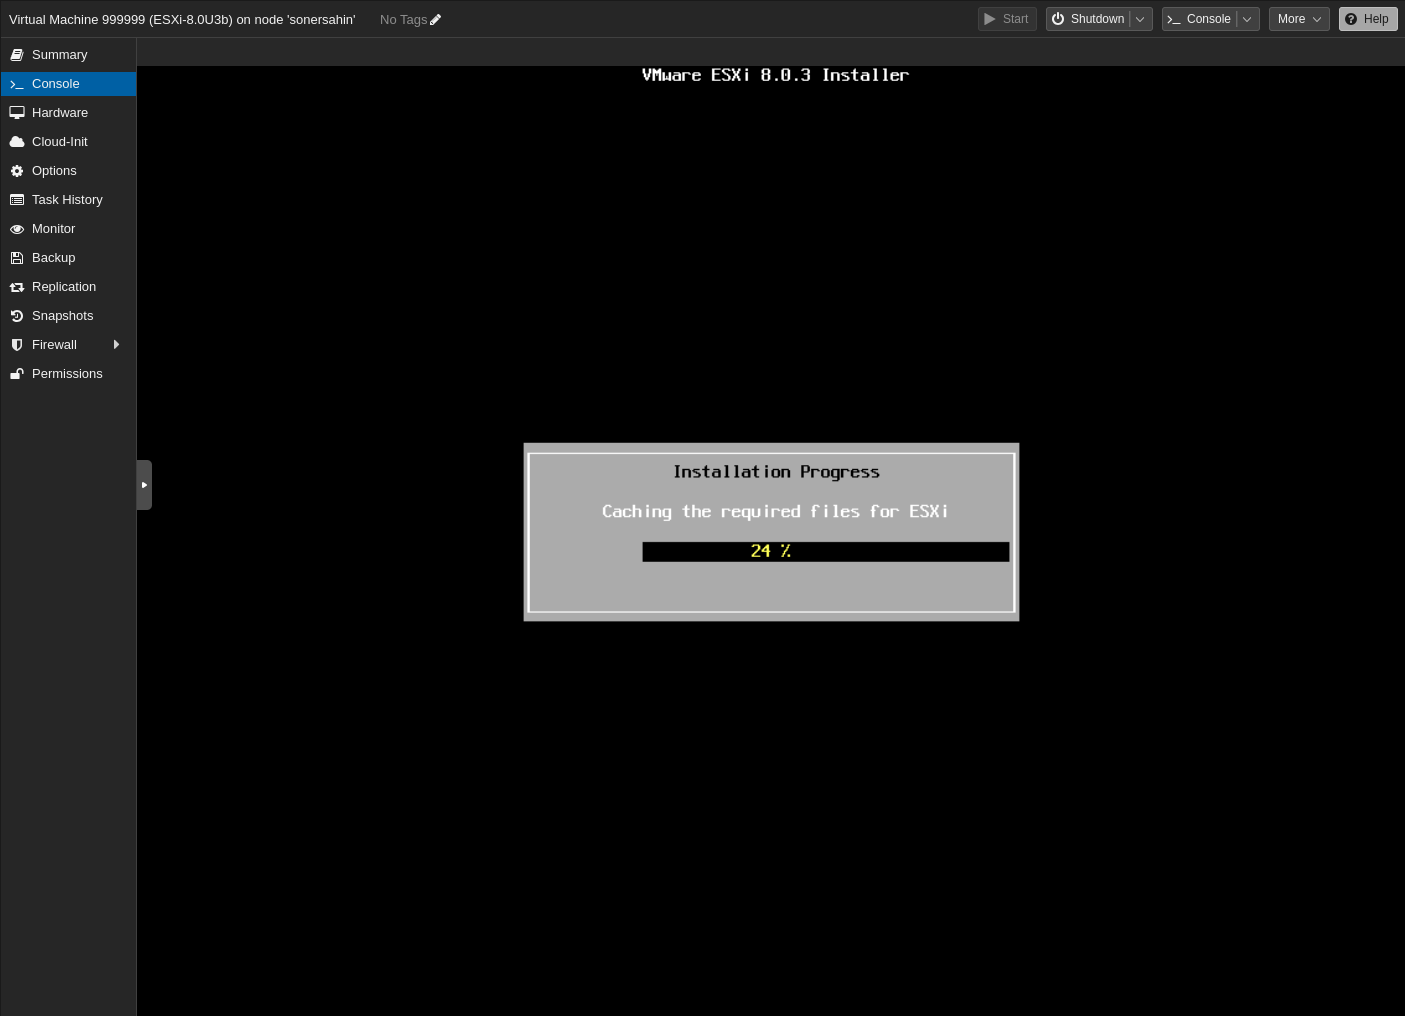 Virtual Machine 999999 (ESXi-8.0U3b) on node 'sonersahin' No Tags Start Shutdown Console More Help
Summary
Console
Hardware
Cloud-Init
Options
Task History
Monitor
Backup
Replication
Snapshots
Firewall
Permissions
VMware ESXi 8.0.3 Installer
Installation Progress
Caching the required files for ESXi
24 %